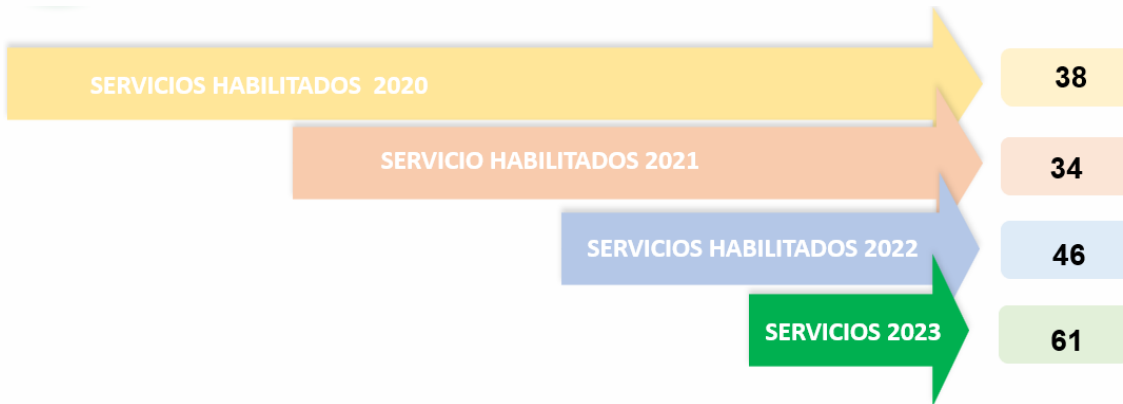 SERVICIOS HABILITADOS 2020 38
SERVICIO HABILITADOS 2021 34
SERVICIOS HABILITADOS 2022 46
SERVICIOS 2023 61